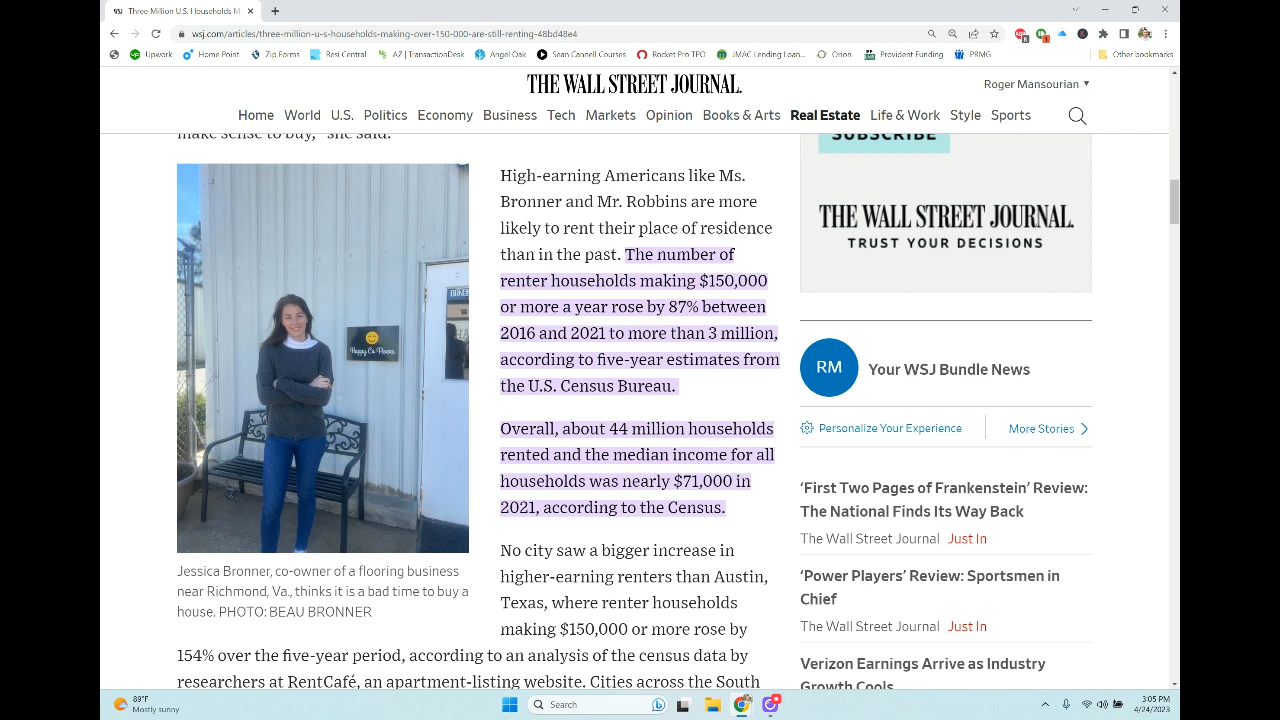 Three Million U.S. Households M
wsj.com/articles/three-million-u-s-households-making-over-150-000-are-still-renting-48bd48e4
Upwork
Home Point
Zip Forms
Resi Central
AZ | TransactionDesk
Angel Oak
Sean Cannell Courses
Rocket Pro TPO
JMAC Lending Loan...
Orion
Provident Funding
PRMG
Other bookmarks
THE WALL STREET JOURNAL.
Roger Mansourian
Home World U.S. Politics Economy Business Tech Markets Opinion Books & Arts Real Estate Life & Work Style Sports
make sense to buy," she said.
High-earning Americans like Ms.
Bronner and Mr. Robbins are more
likely to rent their place of residence
than in the past. The number of
renter households making $150,000
or more a year rose by 87% between
2016 and 2021 to more than 3 million,
according to five-year estimates from
the U.S. Census Bureau.
Overall, about 44 million households
rented and the median income for all
households was nearly $71,000 in
2021, according to the Census.
No city saw a bigger increase in
higher-earning renters than Austin,
Texas, where renter households
making $150,000 or more rose by
154% over the five-year period, according to an analysis of the census data by
researchers at RentCafé, an apartment-listing website. Cities across the South
Happy Co Floors
Jessica Bronner, co-owner of a flooring business
near Richmond, Va., thinks it is a bad time to buy a
house. PHOTO: BEAU BRONNER
SUBSCRIBE
THE WALL STREET JOURNAL.
TRUST YOUR DECISIONS
RM
Your WSJ Bundle News
Personalize Your Experience
More Stories
'First Two Pages of Frankenstein' Review:
The National Finds Its Way Back
The Wall Street Journal Just In
'Power Players' Review: Sportsmen in
Chief
The Wall Street Journal Just In
Verizon Earnings Arrive as Industry
Growth Cools
89°F
Mostly sunny
Search
3:05 PM
4/24/2023